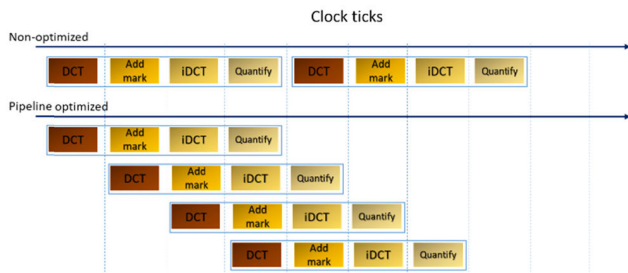 Clock ticks
Non-optimized
DCT Add mark iDCT Quantify DCT Add mark iDCT Quantify
Pipeline optimized
DCT Add mark iDCT Quantify
DCT Add mark iDCT Quantify
DCT Add mark iDCT Quantify
DCT Add mark iDCT Quantify